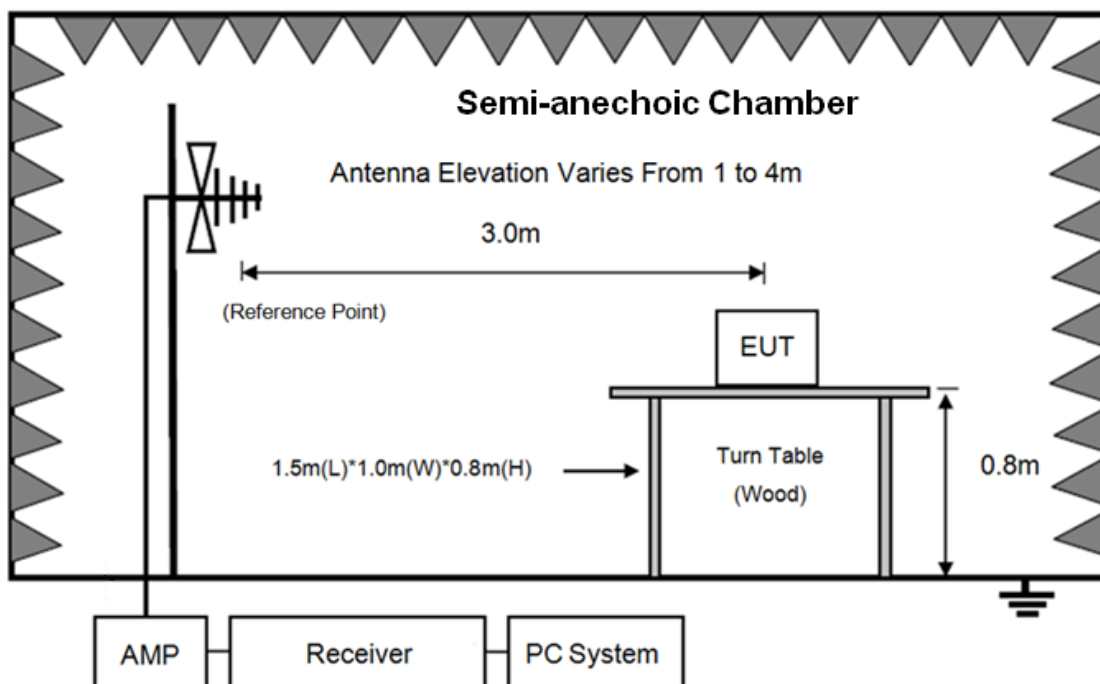 Semi-anechoic Chamber
Antenna Elevation Varies From 1 to 4m
3.0m
(Reference Point)
EUT
1.5m(L)*1.0m(W)*0.8m(H)
Turn Table
(Wood)
0.8m
AMP
Receiver
PC System